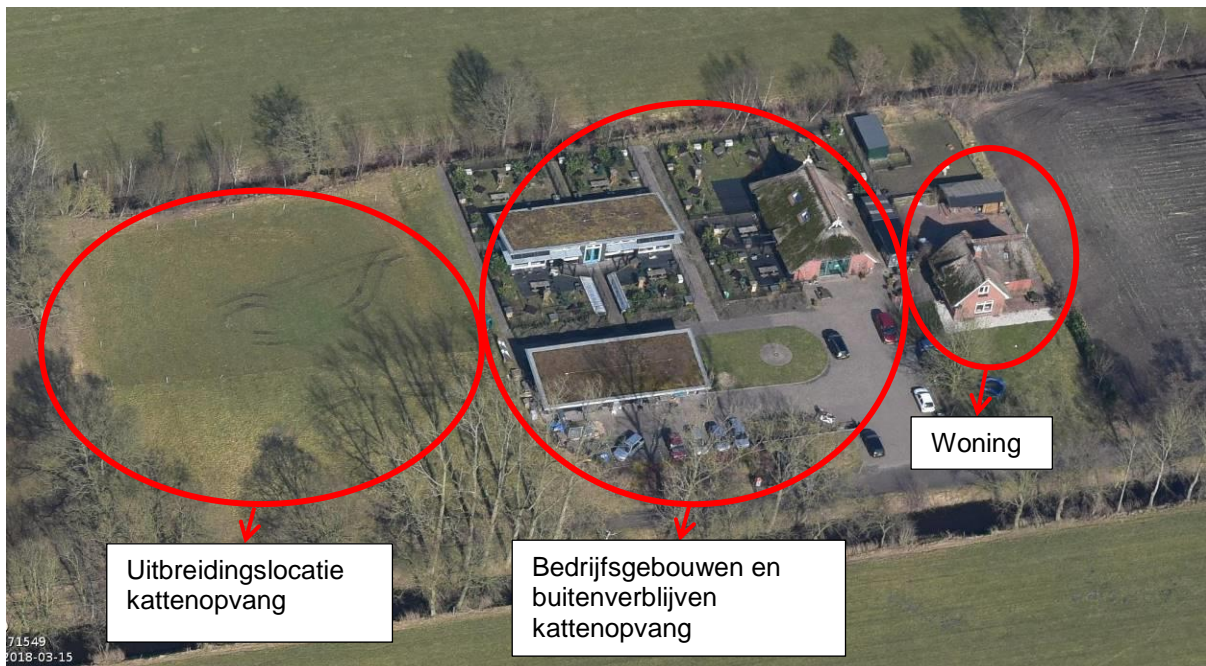 Woning
Uitbreidingslocatie
kattenopvang
Bedrijfsgebouwen en
buitenverblijven
kattenopvang
71549
2018-03-15